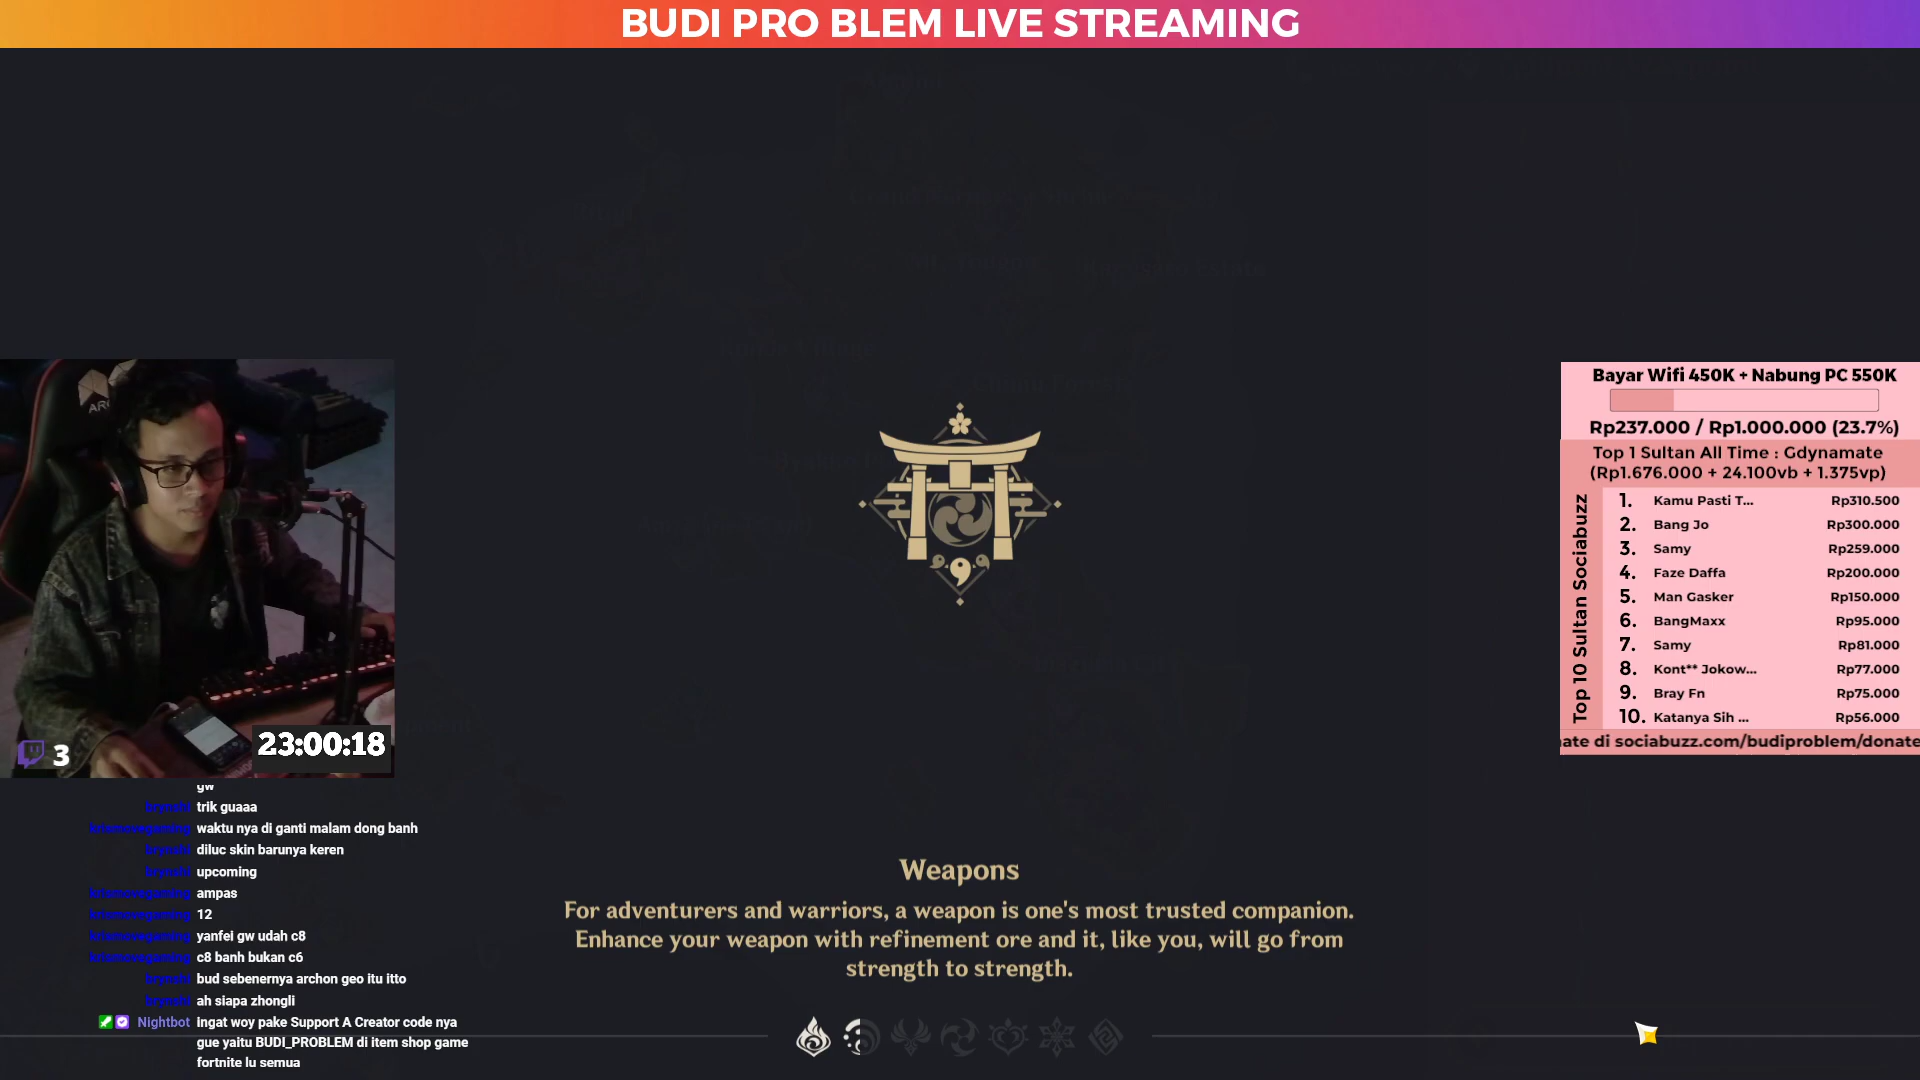 BUDI PRO BLEM LIVE STREAMING
Bayar Wifi 450K + Nabung PC 550K
Rp237.000 / Rp1.000.000 (23.7%)
Top 1 Sultan All Time : Gdynamate
(Rp1.676.000 + 24.100vb + 1.375vp)
Top 10 Sultan Sociabuzz
1. Kamu Pasti T... Rp310.500
2. Bang Jo Rp300.000
3. Samy Rp259.000
4. Faze Daffa Rp200.000
5. Man Gasker Rp150.000
6. BangMaxx Rp95.000
7. Samy Rp81.000
8. Kont** Jokow... Rp77.000
9. Bray Fn Rp75.000
10. Katanya Sih ... Rp56.000
ate di sociabuzz.com/budiproblem/donate
3
23:00:18
gw
trik guaaa
waktu nya di ganti malam dong banh
diluc skin barunya keren
upcoming
ampas
12
yanfei gw udah c8
c8 banh bukan c6
bud sebenernya archon geo itu itto
ah siapa zhongli
Nightbot ingat woy pake Support A Creator code nya
gue yaitu BUDI_PROBLEM di item shop game
fortnite lu semua
Weapons
For adventurers and warriors, a weapon is one's most trusted companion.
Enhance your weapon with refinement ore and it, like you, will go from
strength to strength.